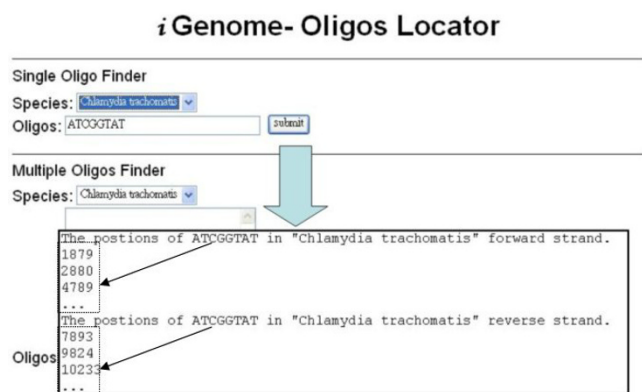 i Genome- Oligos Locator
Single Oligo Finder
Species: Chlamydia trachomatis
Oligos: ATCGGTAT submit
Multiple Oligos Finder
Species: Chlamydia trachomatis
The postions of ATCGGTAT in "Chlamydia trachomatis" forward strand.
1879
2880
4789
...
The postions of ATCGGTAT in "Chlamydia trachomatis" reverse strand.
7893
9824
Oligos 10233
...